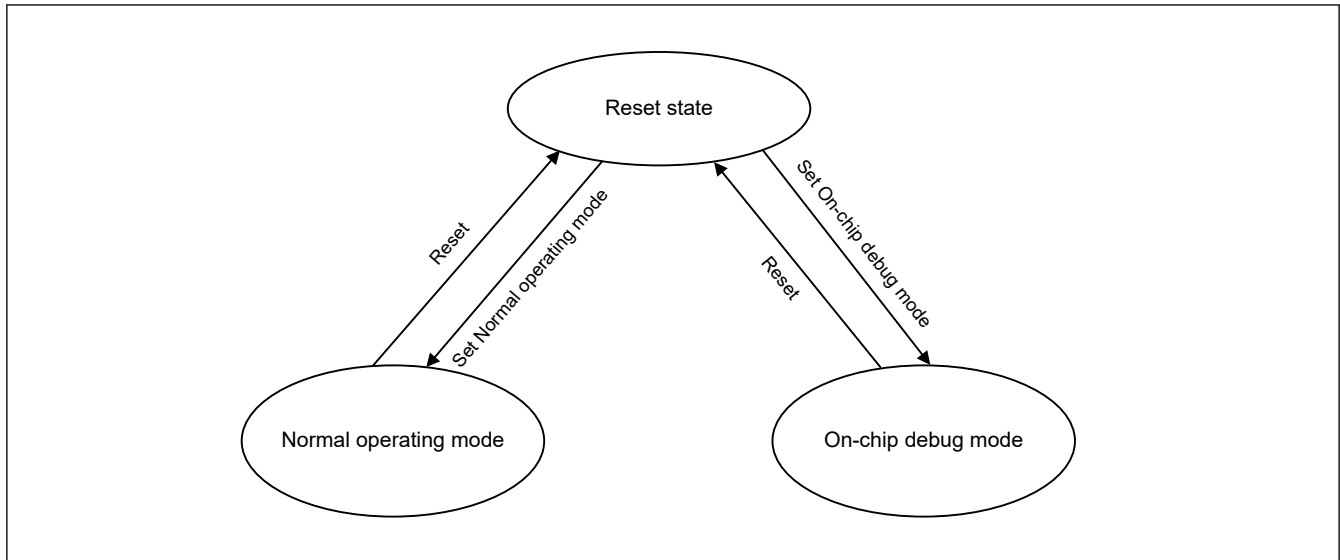 Reset state
Reset
Set Normal operating mode
Reset
Set On-chip debug mode
Normal operating mode
On-chip debug mode